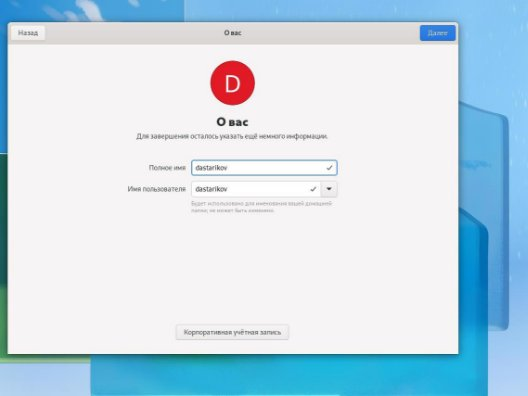 Назад
О вас
Далее
D
О вас
Для завершения осталось указать ещё немного информации.
Полное имя dastarikov
Имя пользователя dastarikov
Будет использовано для именования вашей домашней
папки; не может быть изменено.
Корпоративная учётная запись